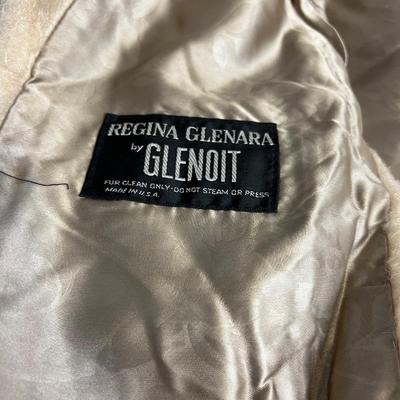 REGINA GLENARA
by
GLENOIT
FUR CLEAN ONLY-DO NOT STEAM OR PRESS
MADE IN U.S.A.